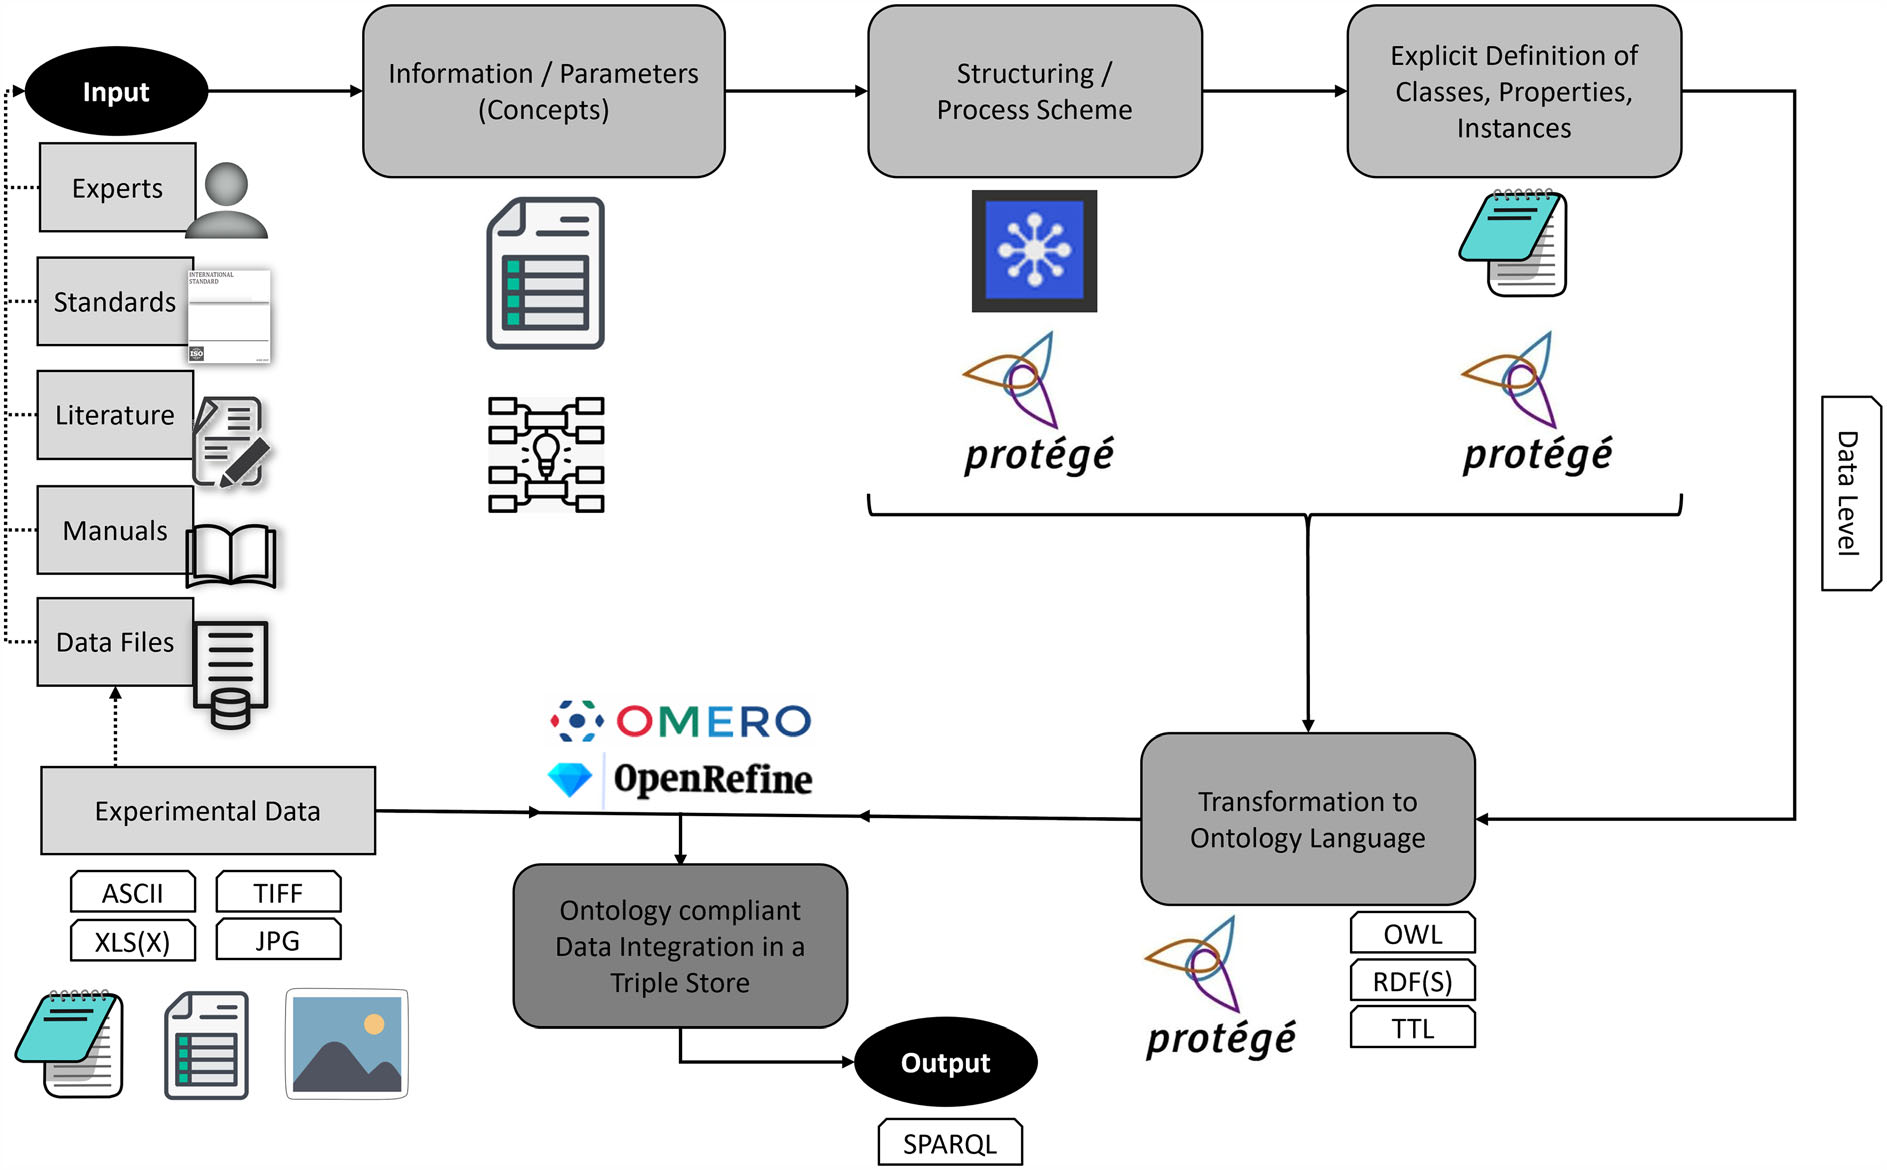 Input
Information / Parameters
(Concepts)
Structuring /
Process Scheme
Explicit Definition of
Classes, Properties,
Instances
Experts
Standards
INTERNATIONAL
STANDARD
ISO
Literature
Manuals
Data Files
protégé
protégé
Data Level
OMERO
OpenRefine
Experimental Data
Transformation to
Ontology Language
ASCII
TIFF
XLS(X)
JPG
Ontology compliant
Data Integration in a
Triple Store
protégé
OWL
RDF(S)
TTL
Output
SPARQL